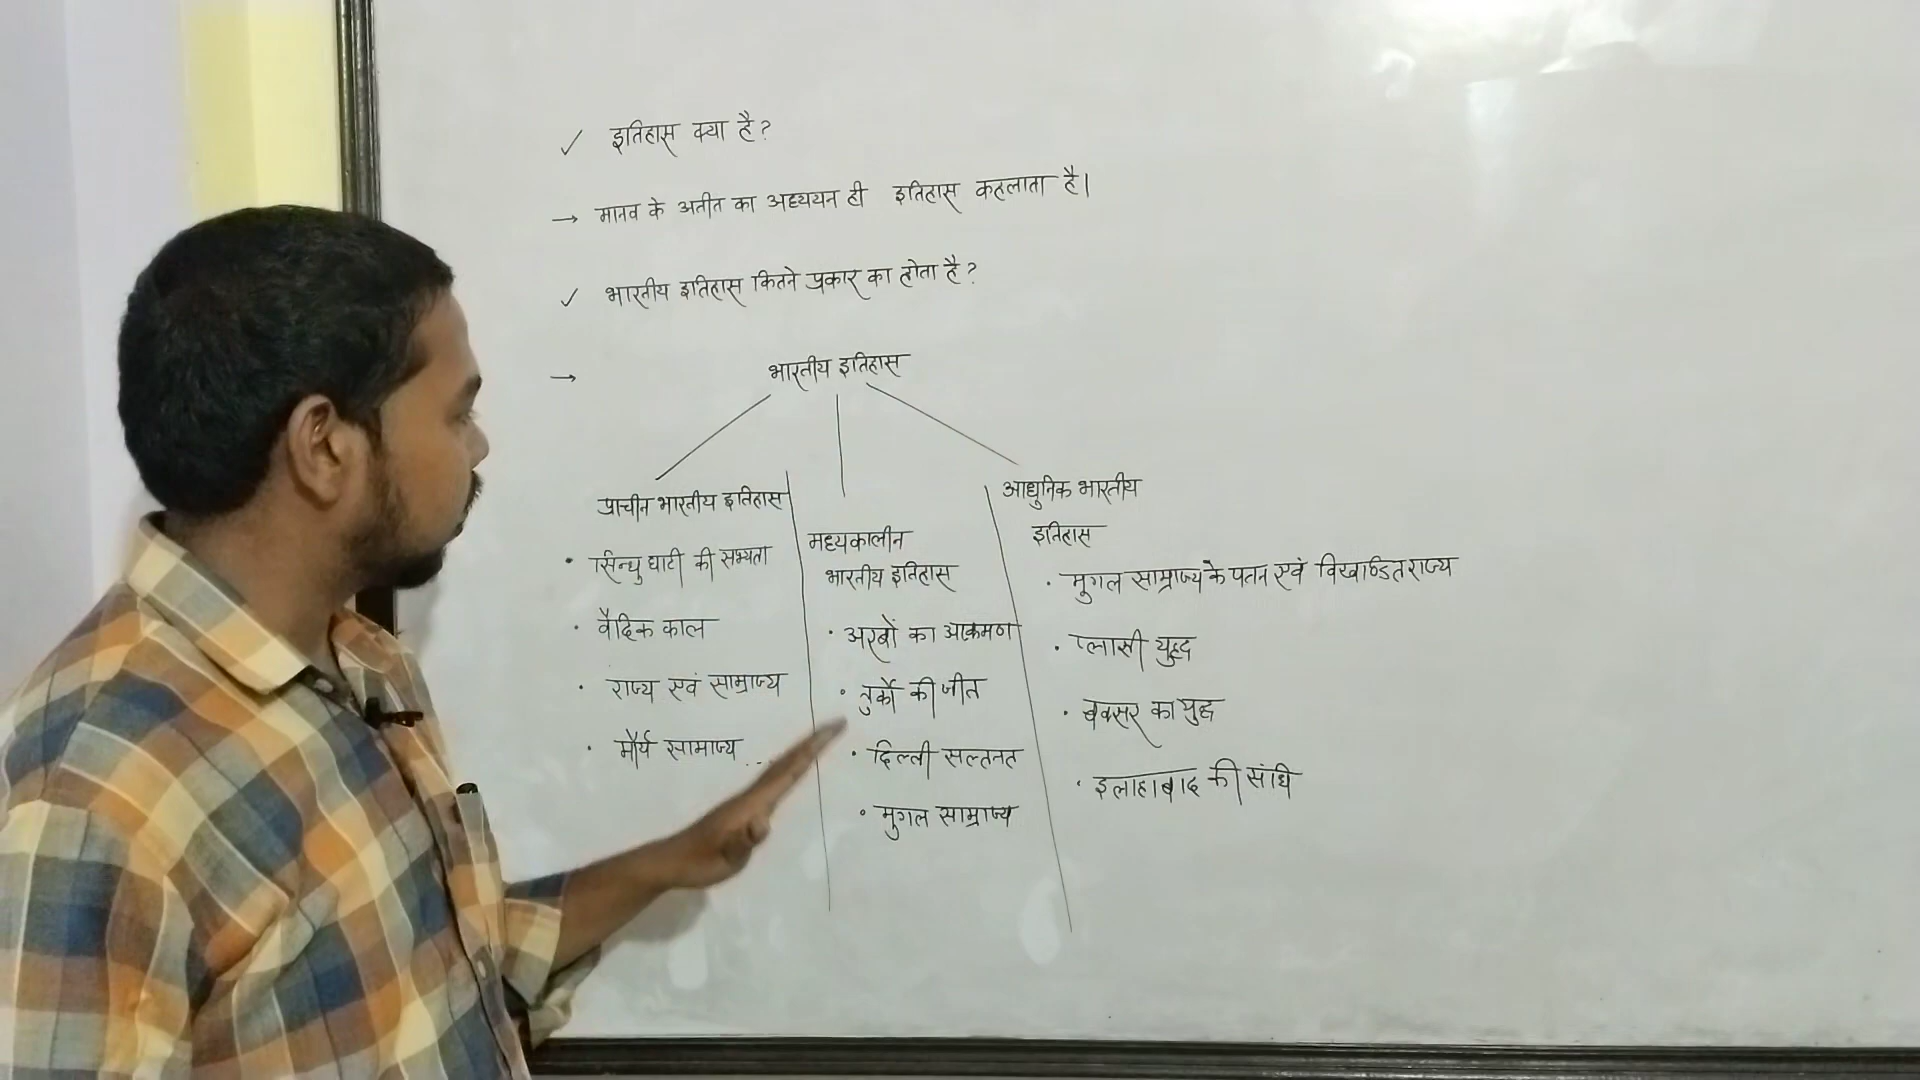 ✓ इतिहास क्या है?
→ मानव के अतीत का अध्ययन ही इतिहास कहलाता है।
✓ भारतीय इतिहास कितने प्रकार का होता है?
→ भारतीय इतिहास
प्राचीन भारतीय इतिहास
• सिन्धु घाटी की सभ्यता
• वैदिक काल
• राज्य एवं साम्राज्य
• मौर्य साम्राज्य ...
मध्यकालीन
भारतीय इतिहास
• अरबों का आक्रमण
• तुर्कों की जीत
• दिल्ली सल्तनत
• मुगल साम्राज्य
आधुनिक भारतीय
इतिहास
• मुगल साम्राज्य के पतन एवं विखण्डित राज्य
• प्लासी युद्ध
• बक्सर का युद्ध
• इलाहाबाद की संधि